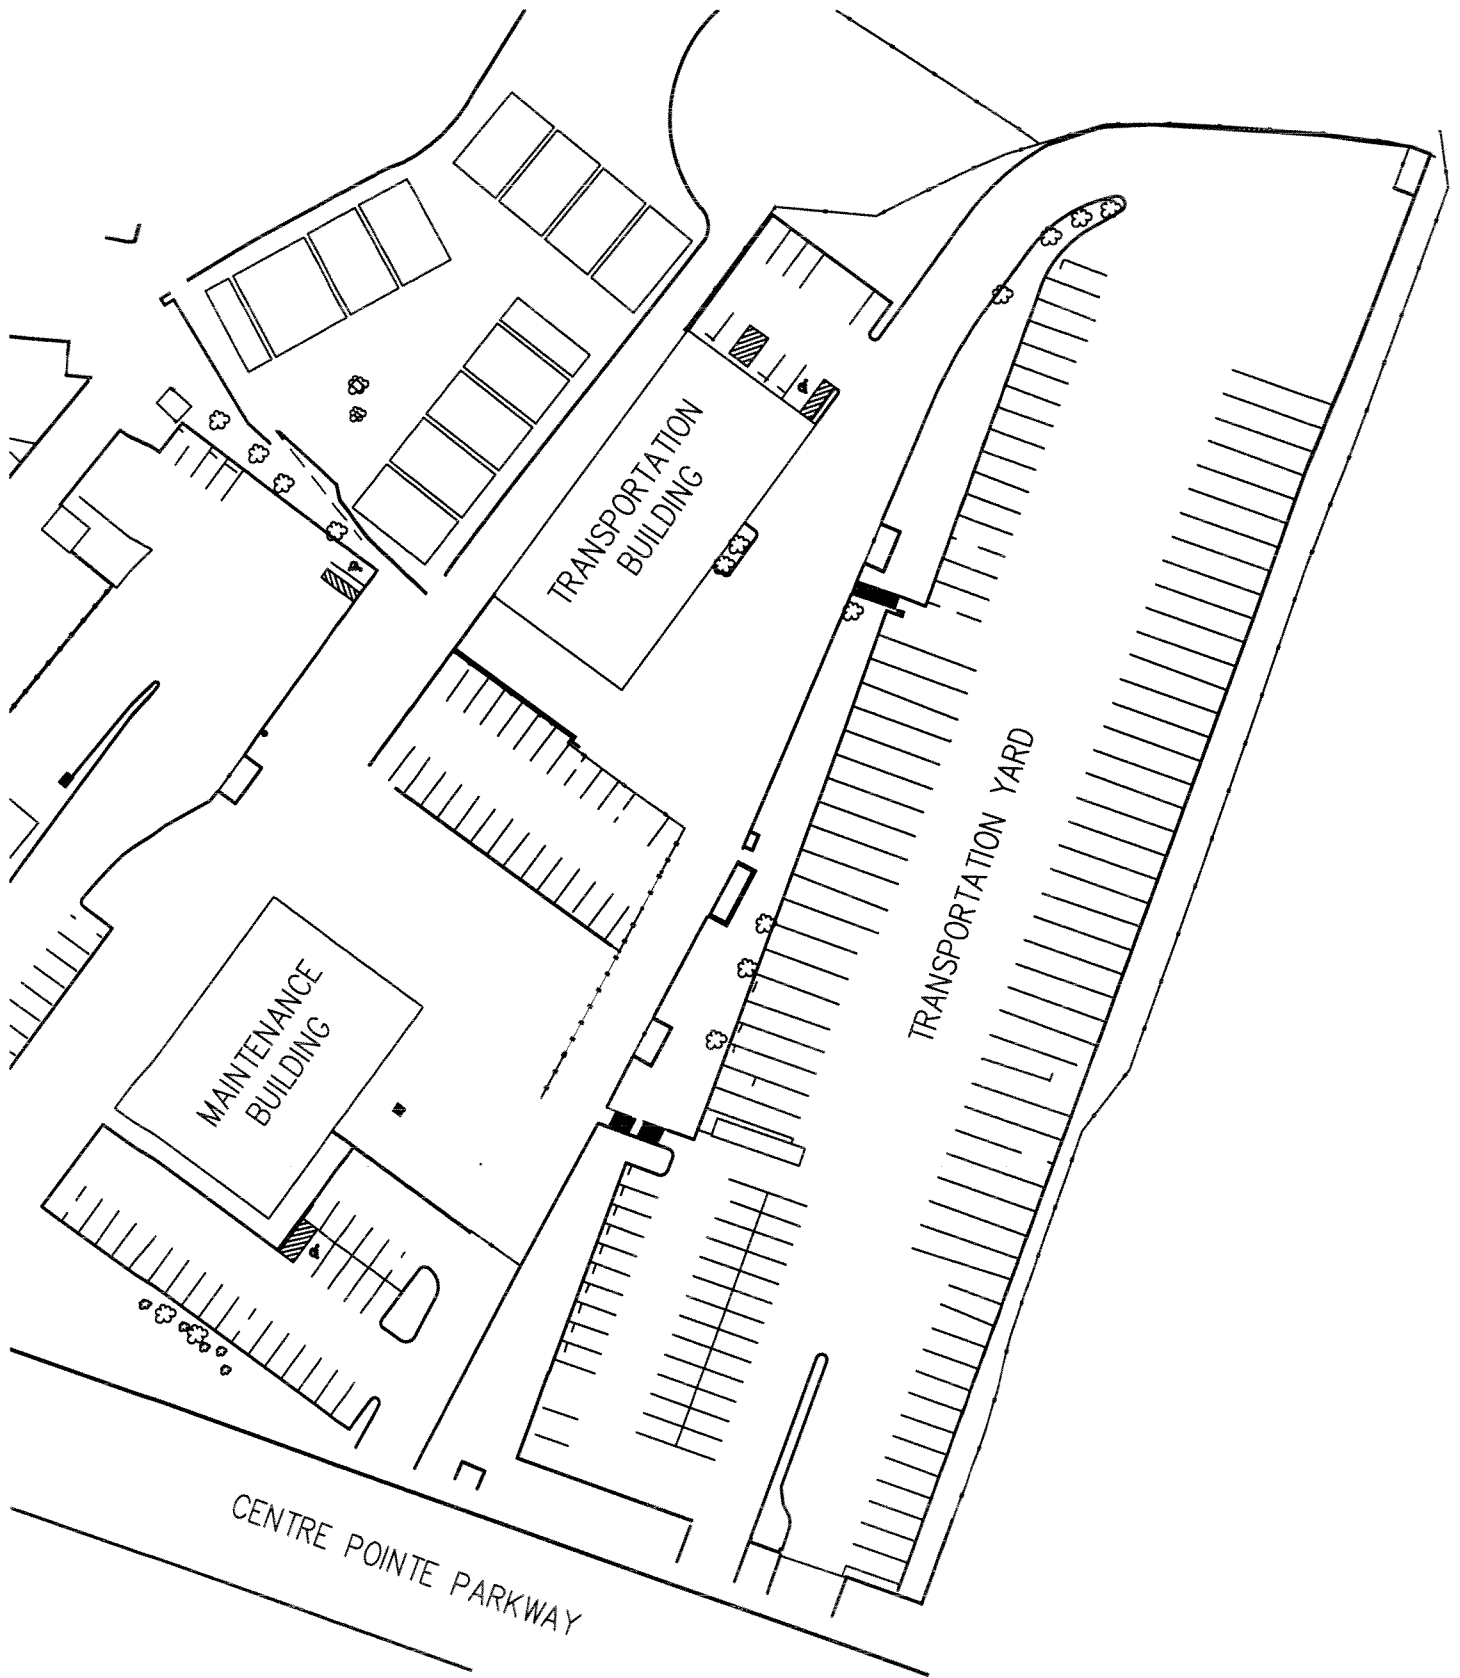 TRANSPORTATION
BUILDING
TRANSPORTATION YARD
MAINTENANCE
BUILDING
CENTRE POINTE PARKWAY